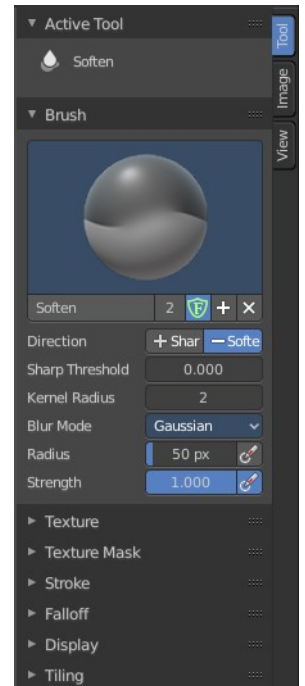 Active Tool
Soften
Brush
Soften 2 F
Direction + Shar − Softe
Sharp Threshold 0.000
Kernel Radius 2
Blur Mode Gaussian
Radius 50 px
Strength 1.000
Texture
Texture Mask
Stroke
Falloff
Display
Tiling
Tool
Image
View